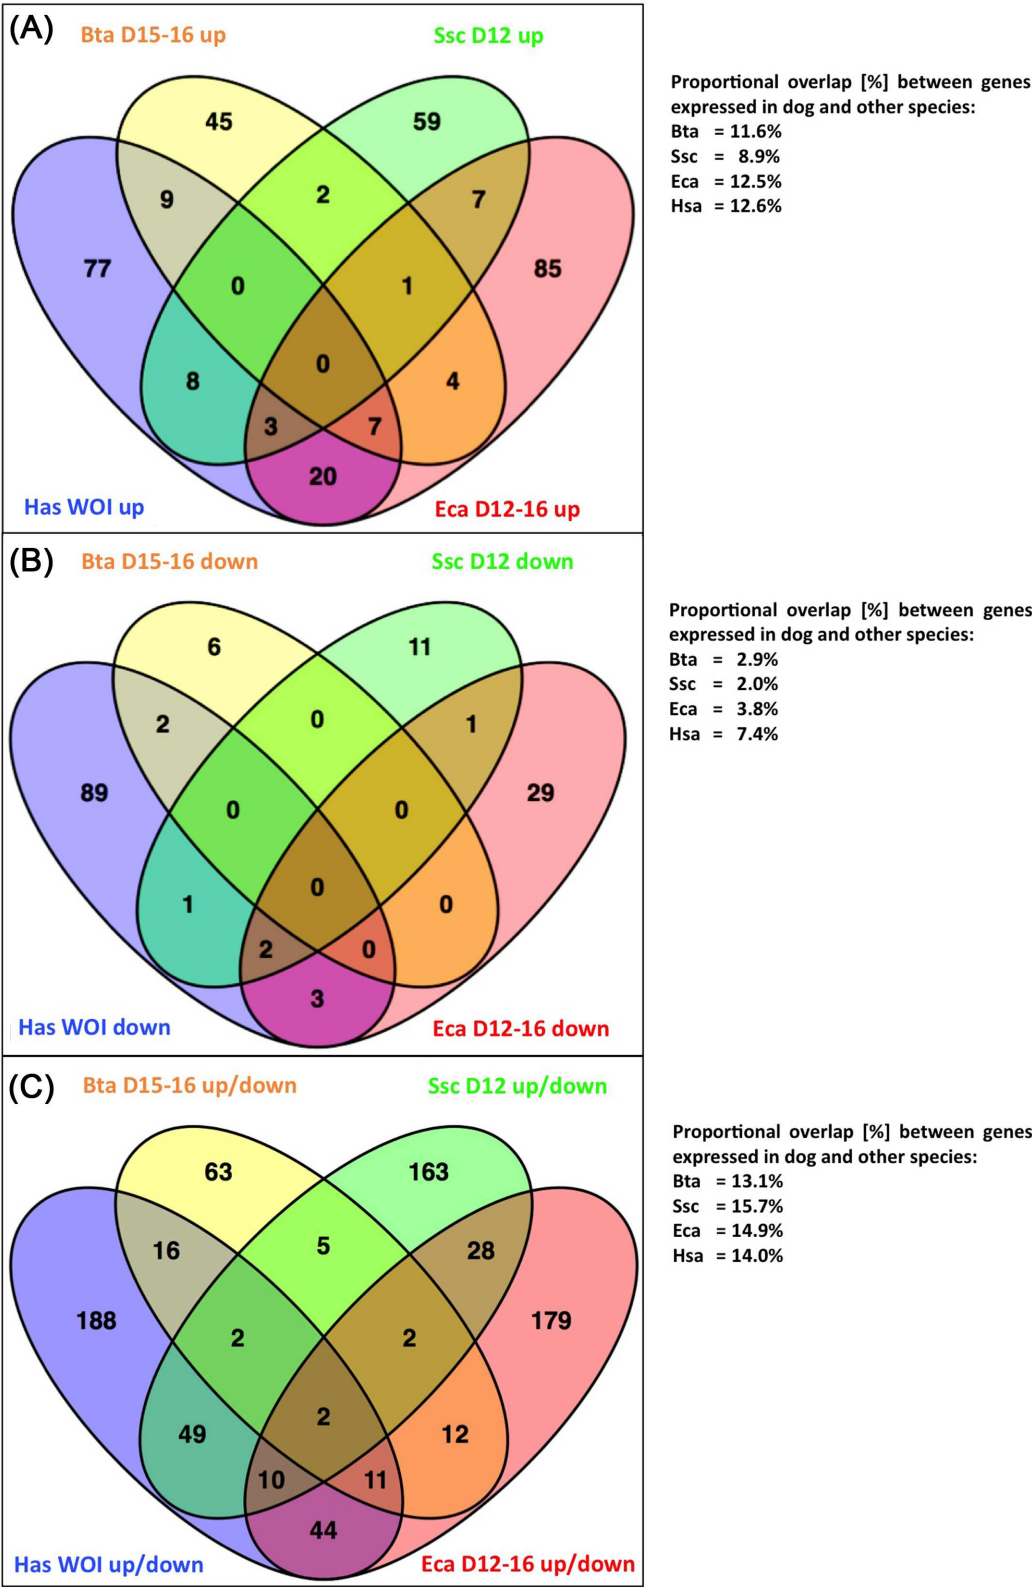 (A)
Bta D15-16 up
Ssc D12 up
45
59
9
2
7
77
0
1
85
8
0
4
3
7
20
Has WOI up
Eca D12-16 up
Proportional overlap [%] between genes
expressed in dog and other species:
Bta = 11.6%
Ssc = 8.9%
Eca = 12.5%
Hsa = 12.6%
(B)
Bta D15-16 down
Ssc D12 down
6
11
2
0
1
89
0
0
29
1
0
0
2
0
3
Has WOI down
Eca D12-16 down
Proportional overlap [%] between genes
expressed in dog and other species:
Bta = 2.9%
Ssc = 2.0%
Eca = 3.8%
Hsa = 7.4%
(C)
Bta D15-16 up/down
Ssc D12 up/down
63
163
16
5
28
188
2
2
179
49
2
12
10
11
44
Has WOI up/down
Eca D12-16 up/down
Proportional overlap [%] between genes
expressed in dog and other species:
Bta = 13.1%
Ssc = 15.7%
Eca = 14.9%
Hsa = 14.0%